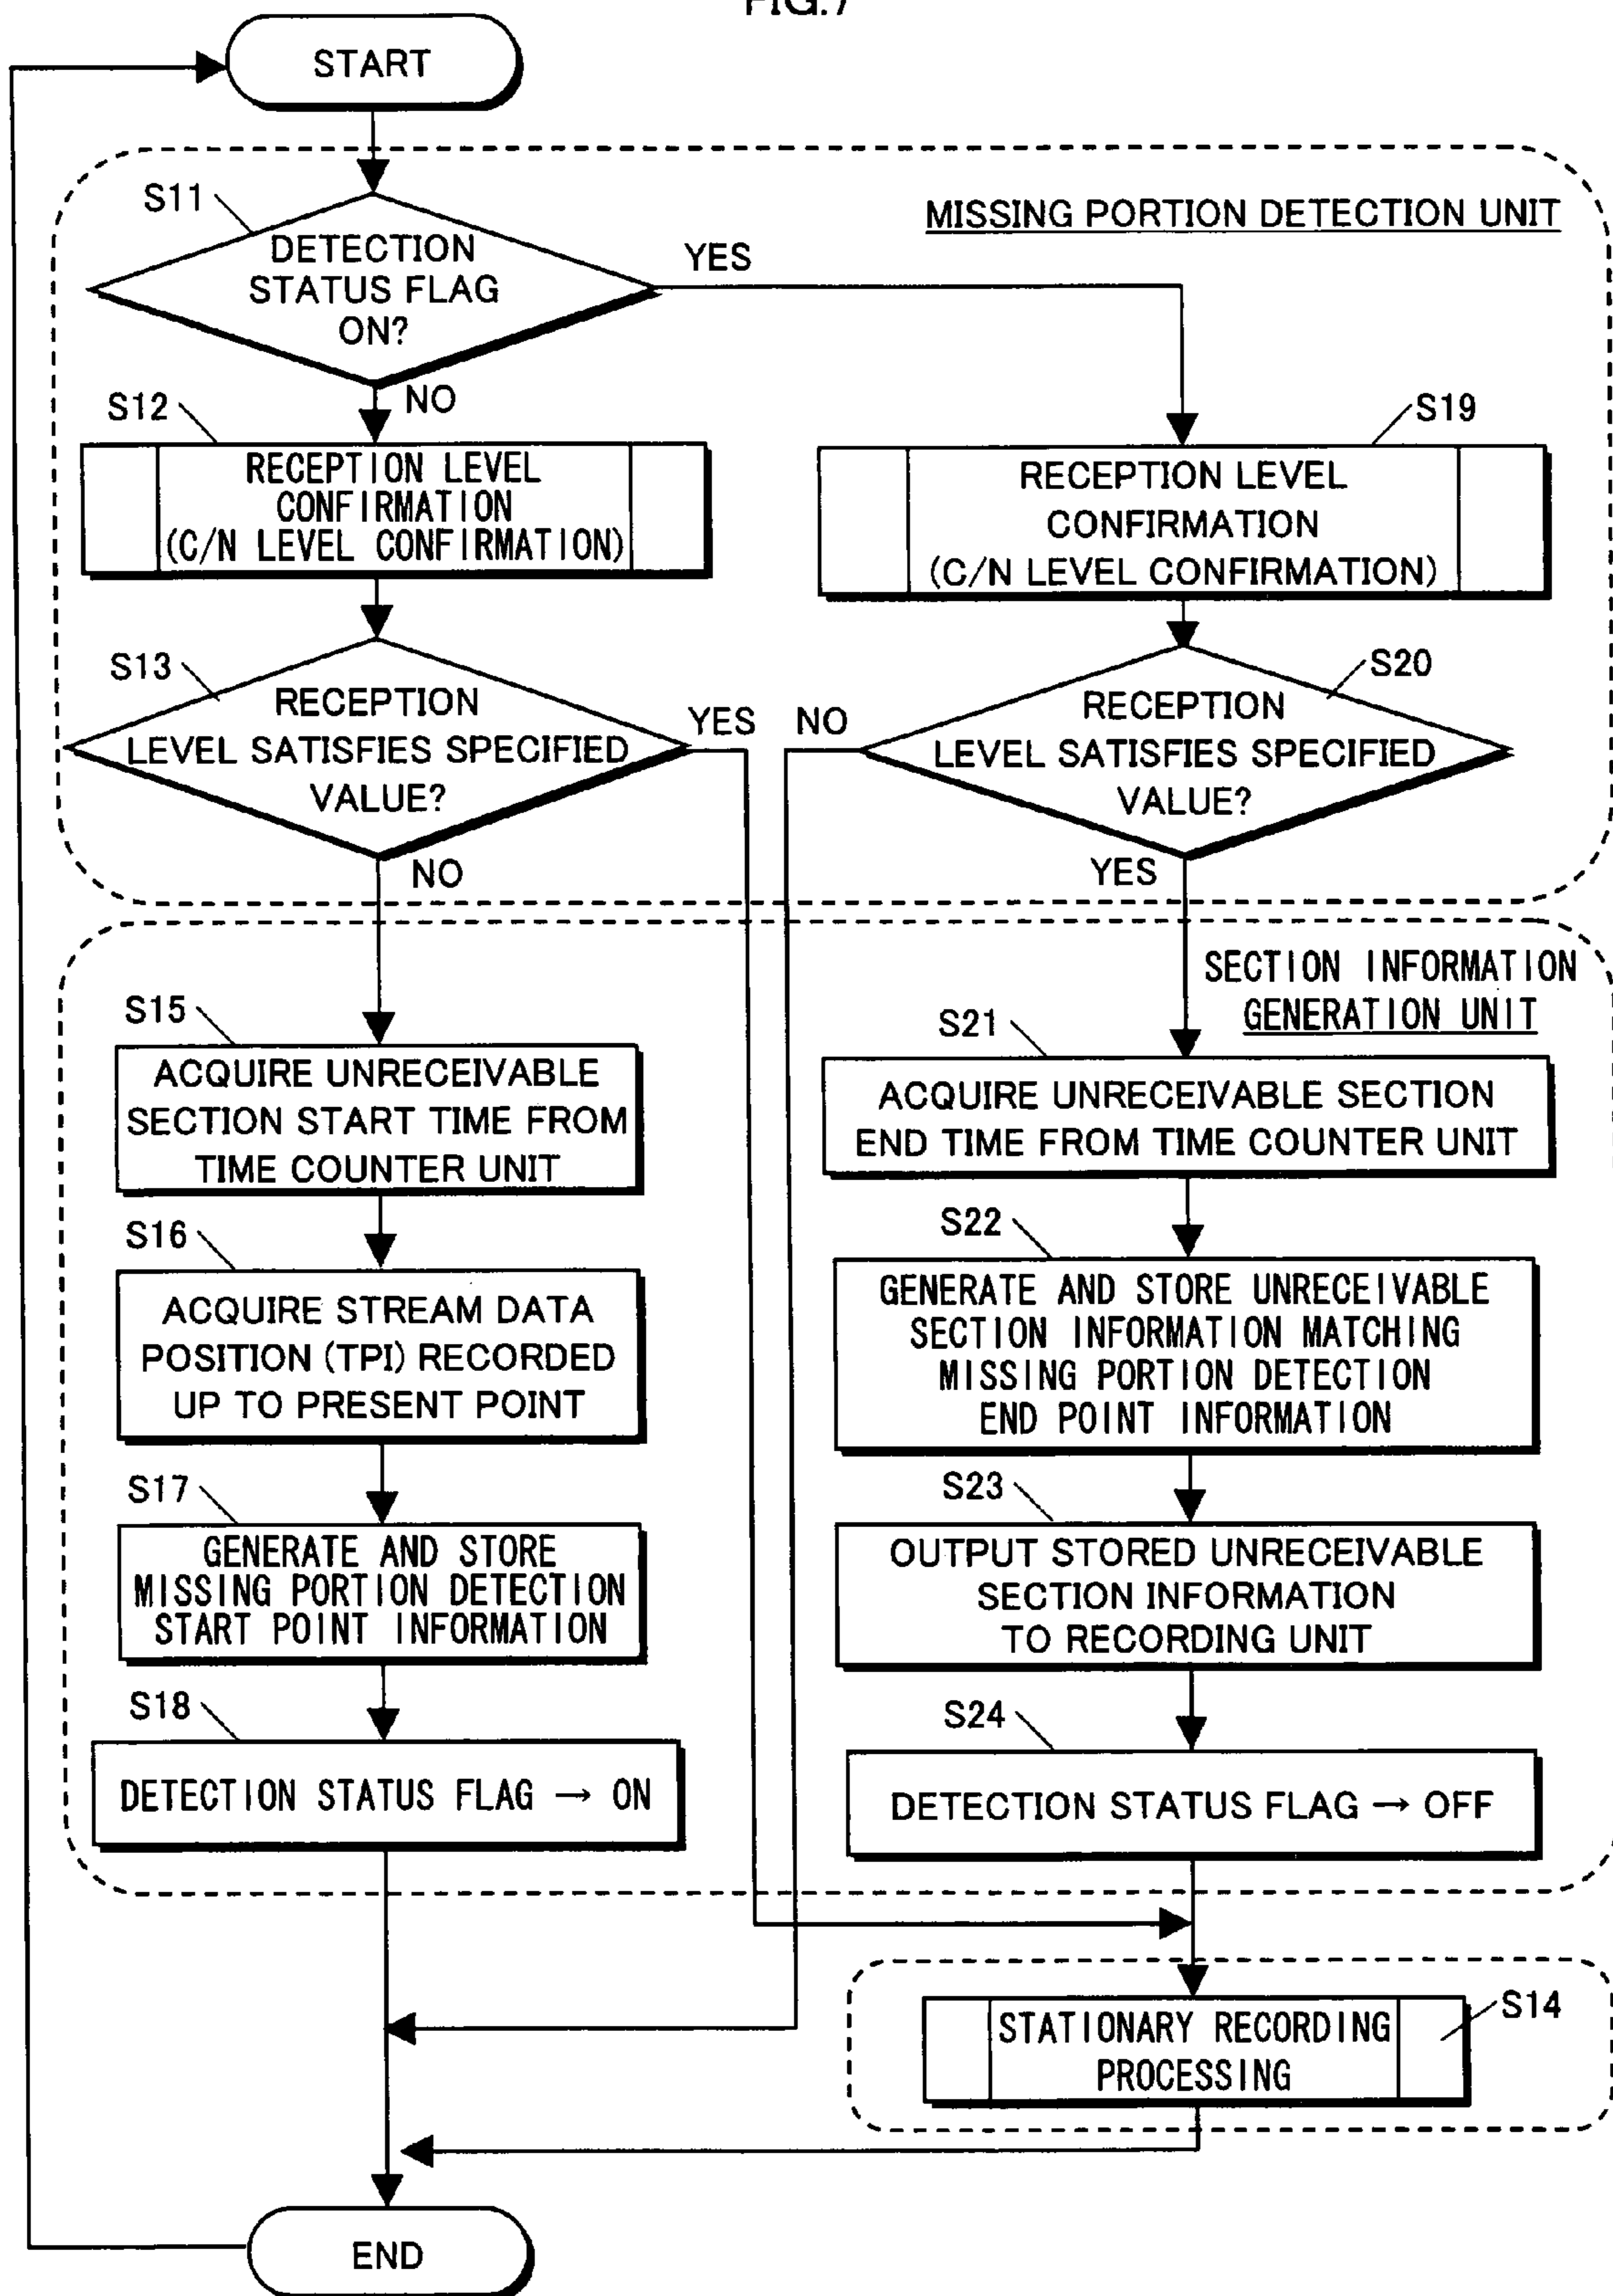 FIG.7
START
S11
DETECTION
STATUS FLAG
ON?
YES
MISSING PORTION DETECTION UNIT
NO
S12
RECEPTION LEVEL
CONFIRMATION
(C/N LEVEL CONFIRMATION)
S19
RECEPTION LEVEL
CONFIRMATION
(C/N LEVEL CONFIRMATION)
S13
RECEPTION
LEVEL SATISFIES SPECIFIED
VALUE?
YES
NO
S20
RECEPTION
LEVEL SATISFIES SPECIFIED
VALUE?
NO
YES
SECTION INFORMATION
GENERATION UNIT
S15
ACQUIRE UNRECEIVABLE
SECTION START TIME FROM
TIME COUNTER UNIT
S21
ACQUIRE UNRECEIVABLE SECTION
END TIME FROM TIME COUNTER UNIT
S16
ACQUIRE STREAM DATA
POSITION (TPI) RECORDED
UP TO PRESENT POINT
S22
GENERATE AND STORE UNRECEIVABLE
SECTION INFORMATION MATCHING
MISSING PORTION DETECTION
END POINT INFORMATION
S17
GENERATE AND STORE
MISSING PORTION DETECTION
START POINT INFORMATION
S23
OUTPUT STORED UNRECEIVABLE
SECTION INFORMATION
TO RECORDING UNIT
S18
DETECTION STATUS FLAG → ON
S24
DETECTION STATUS FLAG → OFF
S14
STATIONARY RECORDING
PROCESSING
END